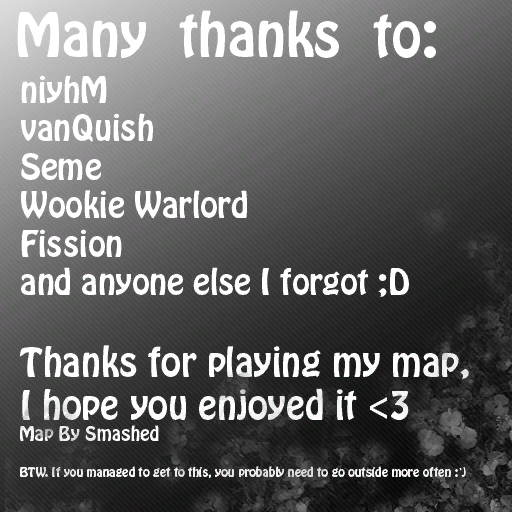 Many thanks to:
niyhM
vanQuish
Seme
Wookie Warlord
Fission
and anyone else I forgot ;D
Thanks for playing my map,
I hope you enjoyed it <3
Map By Smashed
BTW. If you managed to get to this, you probably need to go outside more often :')